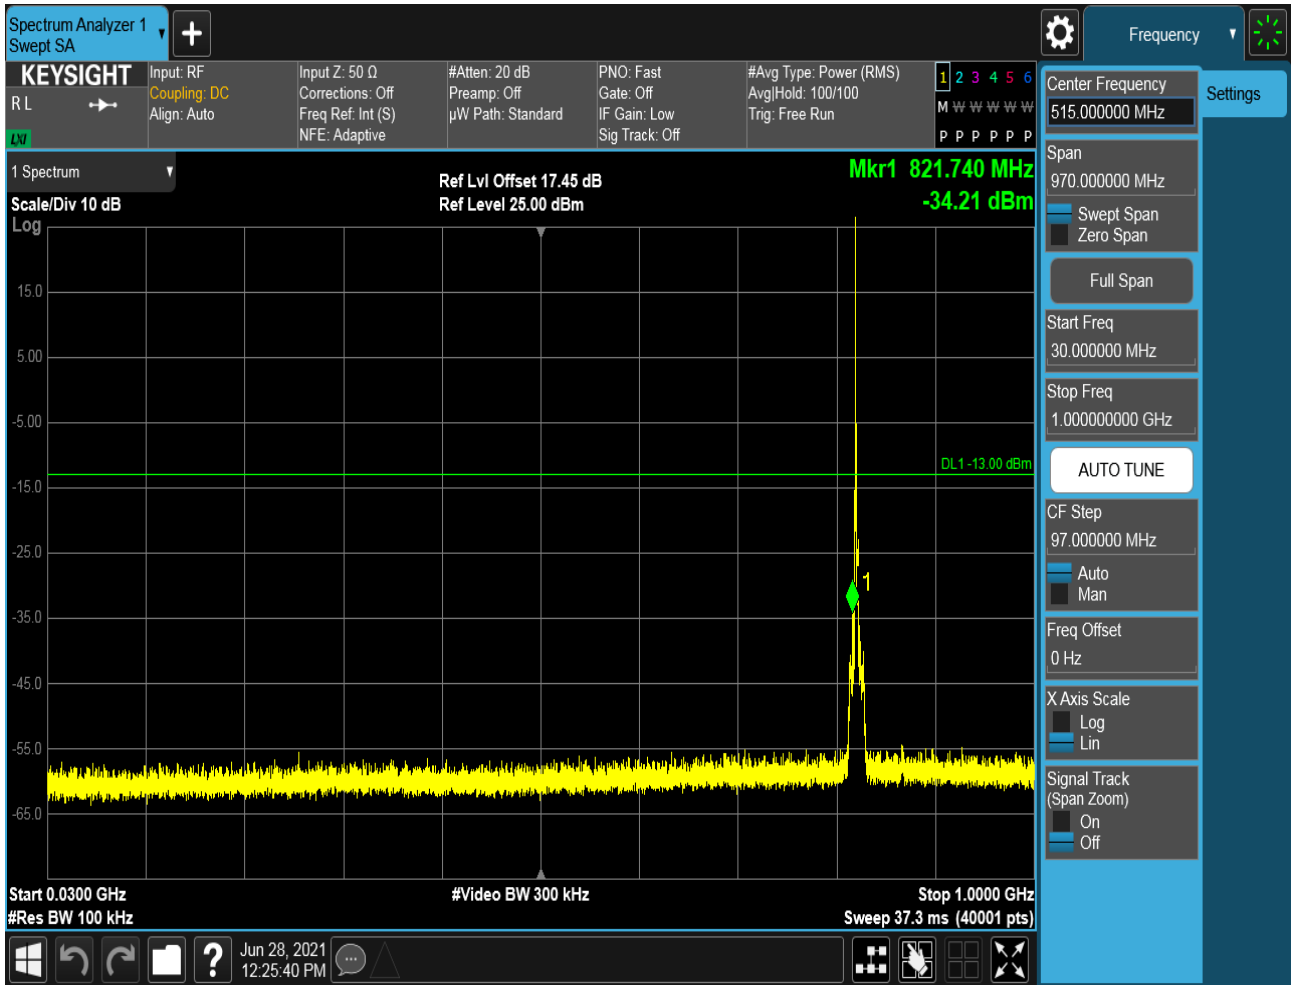 Spectrum Analyzer 1
Swept SA
Frequency
KEYSIGHT
R L
LXI
Input: RF
Coupling: DC
Align: Auto
Input Z: 50 Ω
Corrections: Off
Freq Ref: Int (S)
NFE: Adaptive
#Atten: 20 dB
Preamp: Off
µW Path: Standard
PNO: Fast
Gate: Off
IF Gain: Low
Sig Track: Off
#Avg Type: Power (RMS)
Avg|Hold: 100/100
Trig: Free Run
1 2 3 4 5 6
M W W W W W
P P P P P P
1 Spectrum
Scale/Div 10 dB
Log
Ref Lvl Offset 17.45 dB
Ref Level 25.00 dBm
Mkr1 821.740 MHz
-34.21 dBm
15.0
5.00
-5.00
DL1 -13.00 dBm
-15.0
-25.0
1
-35.0
-45.0
-55.0
-65.0
Start 0.0300 GHz
#Video BW 300 kHz
Stop 1.0000 GHz
#Res BW 100 kHz
Sweep 37.3 ms (40001 pts)
Center Frequency
515.000000 MHz
Settings
Span
970.000000 MHz
Swept Span
Zero Span
Full Span
Start Freq
30.000000 MHz
Stop Freq
1.000000000 GHz
AUTO TUNE
CF Step
97.000000 MHz
Auto
Man
Freq Offset
0 Hz
X Axis Scale
Log
Lin
Signal Track
(Span Zoom)
On
Off
?
Jun 28, 2021
12:25:40 PM